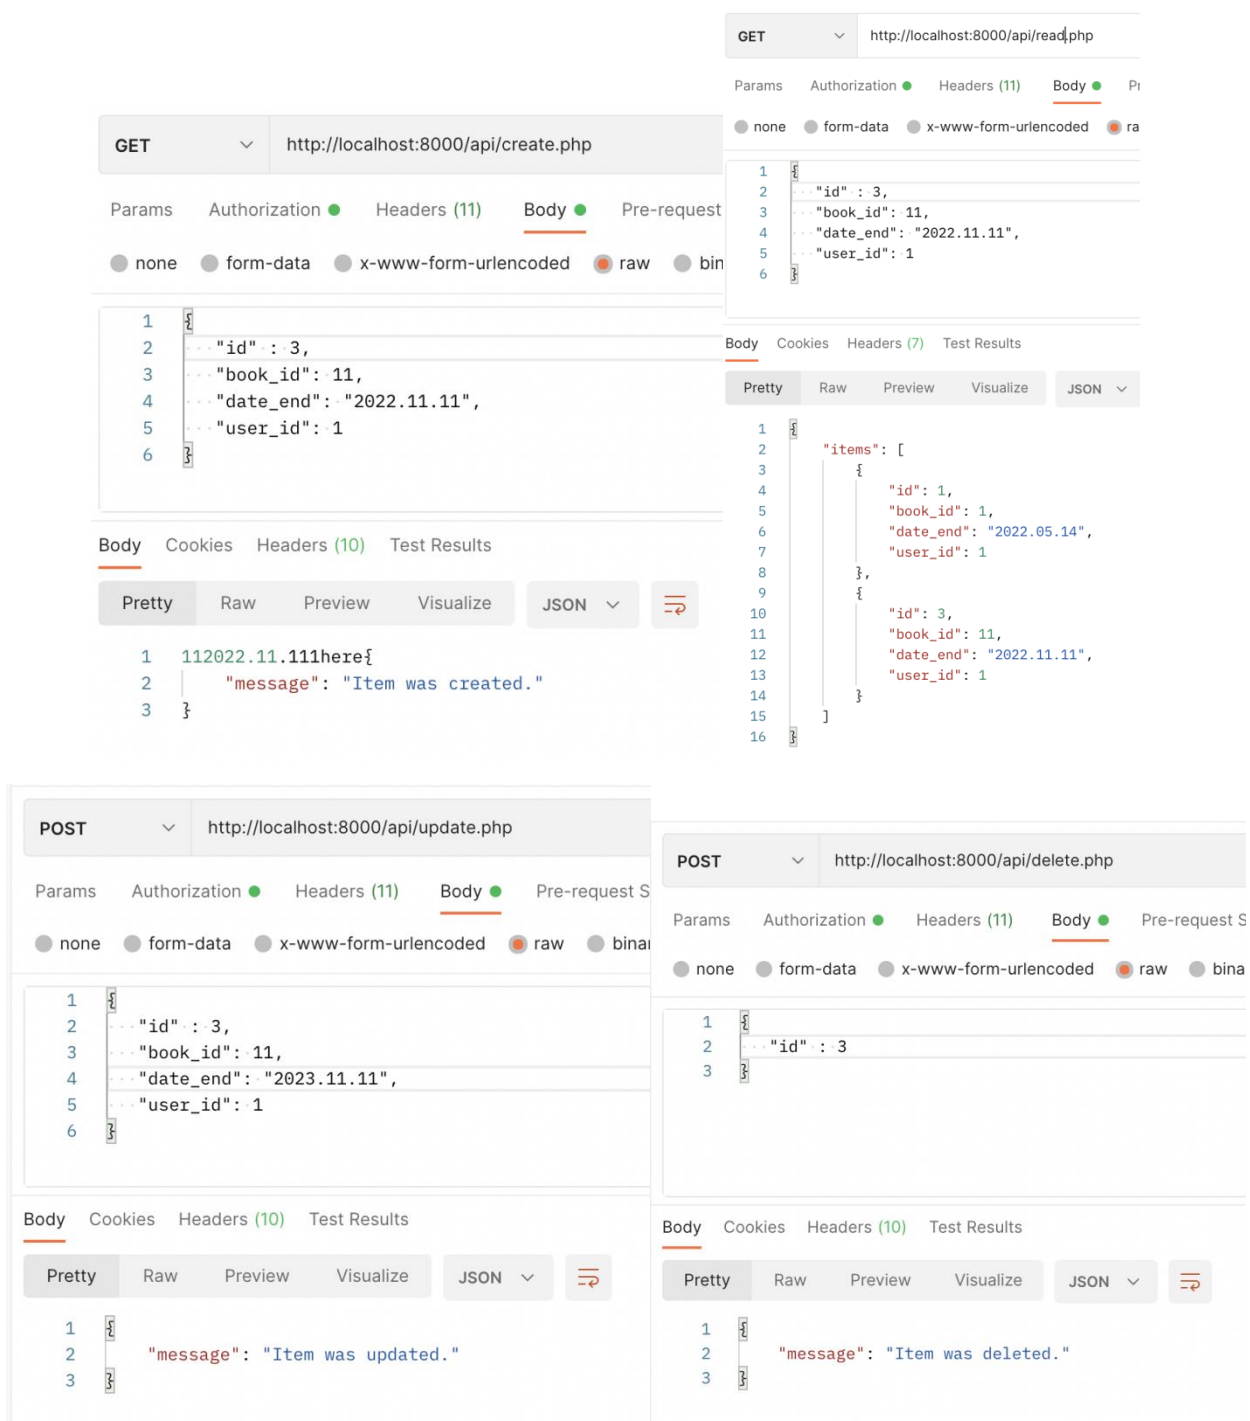 GET http://localhost:8000/api/create.php
Params Authorization Headers (11) Body Pre-request
none form-data x-www-form-urlencoded raw bin
1 {
2 "id" : 3,
3 "book_id": 11,
4 "date_end": "2022.11.11",
5 "user_id": 1
6 }
Body Cookies Headers (10) Test Results
Pretty Raw Preview Visualize JSON
1 112022.11.111here{
2 "message": "Item was created."
3 }
GET http://localhost:8000/api/read.php
Params Authorization Headers (11) Body Pr
none form-data x-www-form-urlencoded ra
1 {
2 "id" : 3,
3 "book_id": 11,
4 "date_end": "2022.11.11",
5 "user_id": 1
6 }
Body Cookies Headers (7) Test Results
Pretty Raw Preview Visualize JSON
1 {
2 "items": [
3 {
4 "id": 1,
5 "book_id": 1,
6 "date_end": "2022.05.14",
7 "user_id": 1
8 },
9 {
10 "id": 3,
11 "book_id": 11,
12 "date_end": "2022.11.11",
13 "user_id": 1
14 }
15 ]
16 }
POST http://localhost:8000/api/update.php
Params Authorization Headers (11) Body Pre-request S
none form-data x-www-form-urlencoded raw binar
1 {
2 "id" : 3,
3 "book_id": 11,
4 "date_end": "2023.11.11",
5 "user_id": 1
6 }
Body Cookies Headers (10) Test Results
Pretty Raw Preview Visualize JSON
1 {
2 "message": "Item was updated."
3 }
POST http://localhost:8000/api/delete.php
Params Authorization Headers (11) Body Pre-request S
none form-data x-www-form-urlencoded raw bina
1 {
2 "id" : 3
3 }
Body Cookies Headers (10) Test Results
Pretty Raw Preview Visualize JSON
1 {
2 "message": "Item was deleted."
3 }